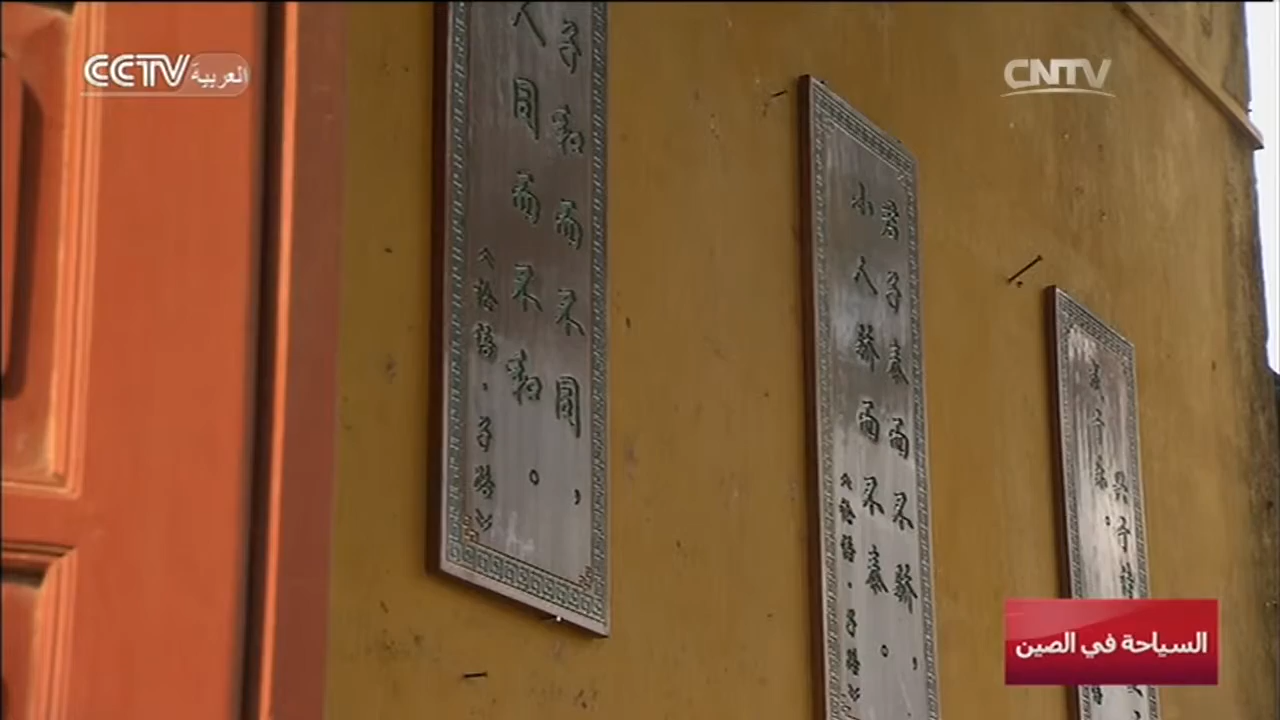 CCTV العربية
CNTV
子和而不同，
人同而不和。
《論語·子路》
君子泰而不驕，
小人驕而不泰。
《論語·子路》
السياحة في الصين